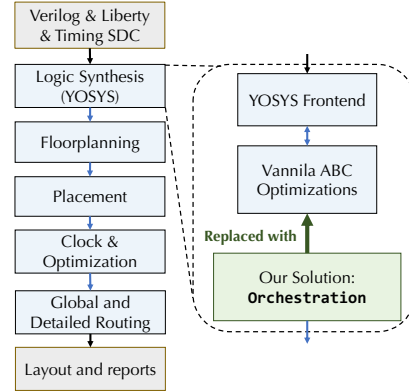 Verilog & Liberty
& Timing SDC
Logic Synthesis
(YOSYS)
Floorplanning
Placement
Clock &
Optimization
Global and
Detailed Routing
Layout and reports
YOSYS Frontend
Vannila ABC
Optimizations
Replaced with
Our Solution:
Orchestration